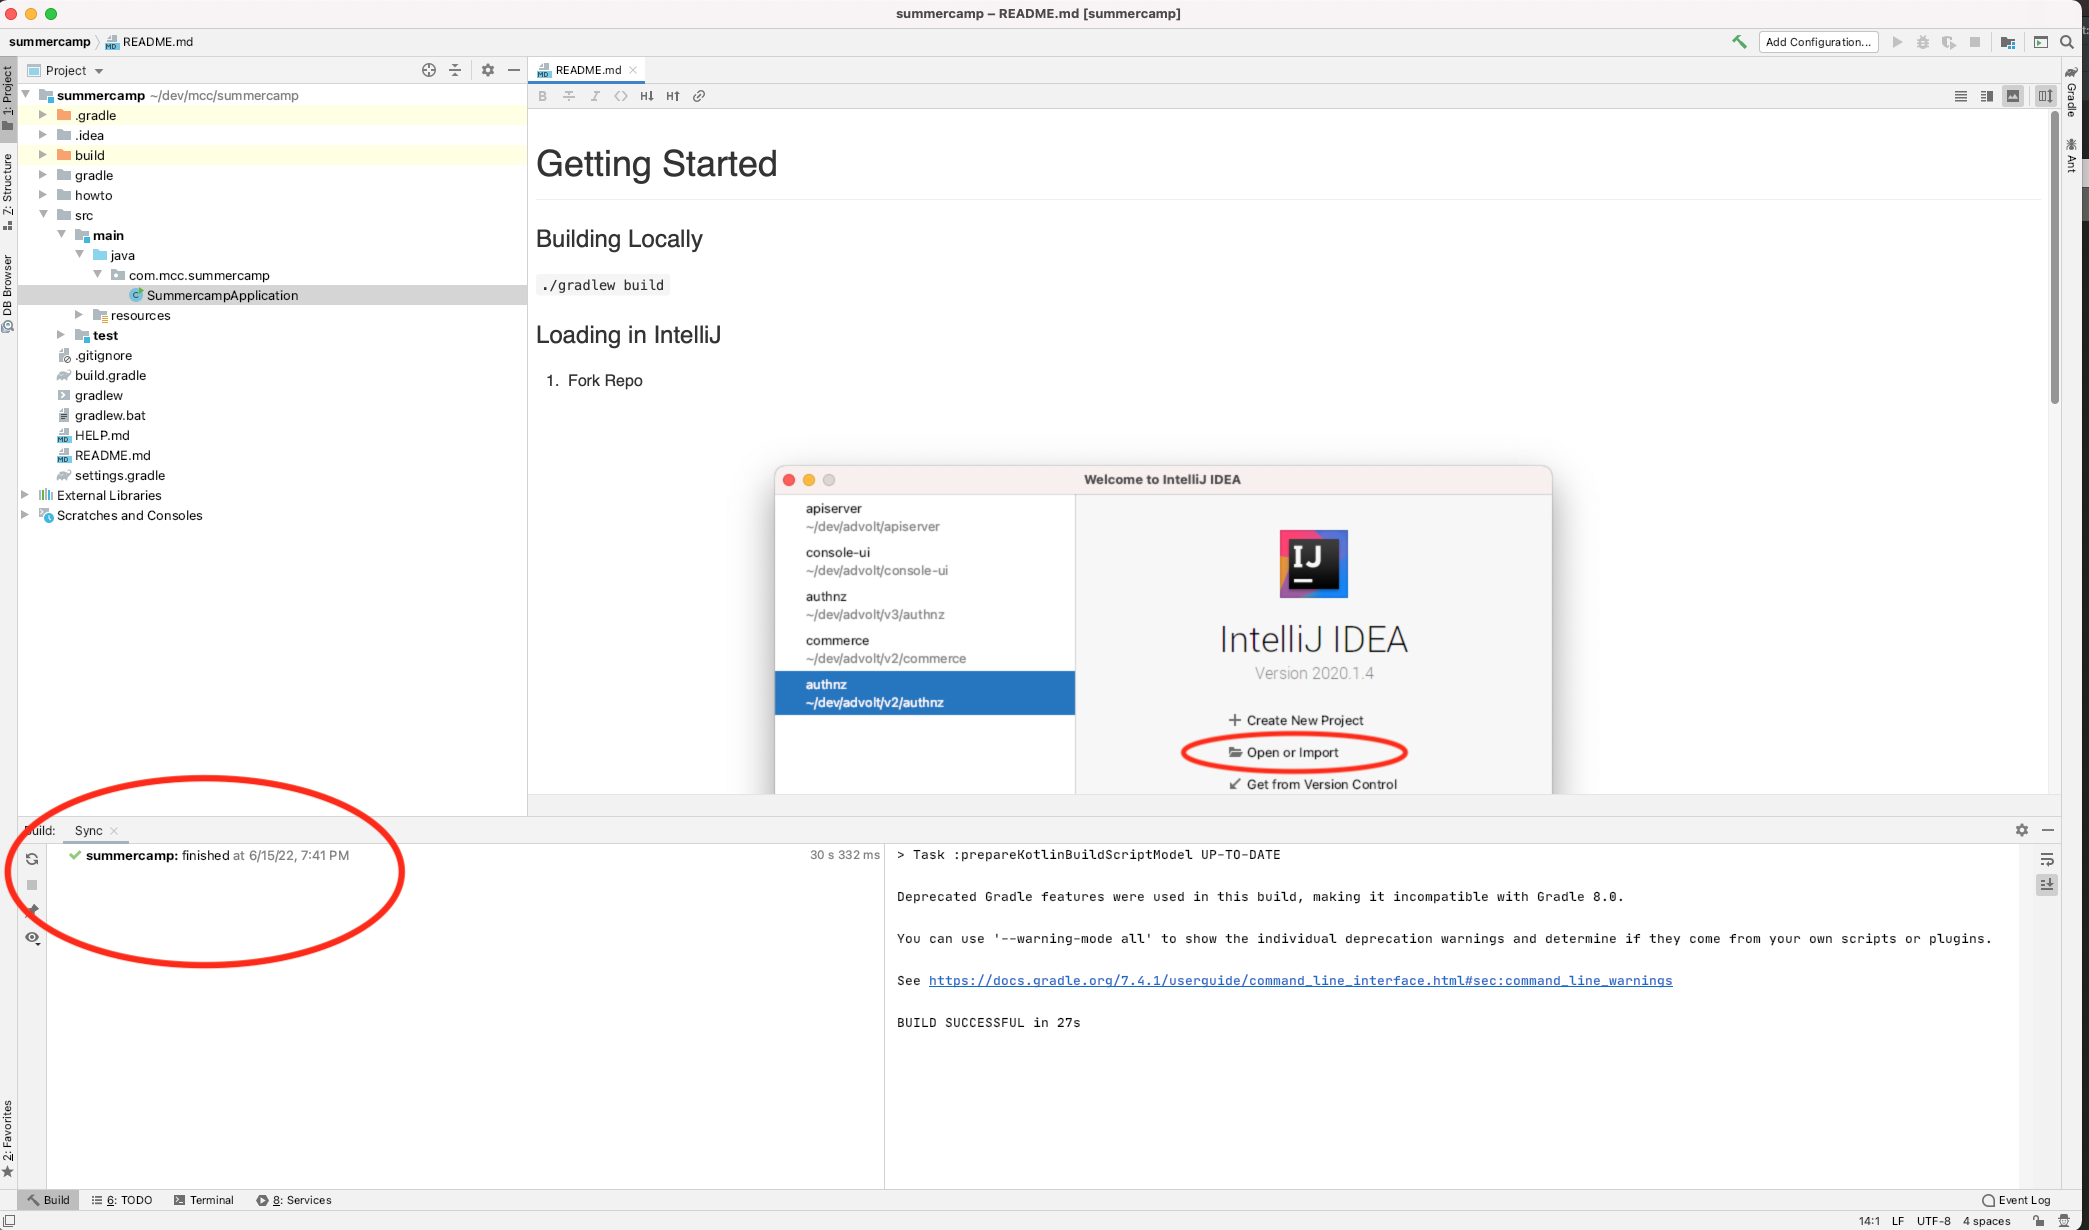 summercamp – README.md [summercamp]
summercamp README.md
Add Configuration...
1: Project
Z: Structure
DB Browser
2: Favorites
Gradle
Ant
Project
summercamp ~/dev/mcc/summercamp
.gradle
.idea
build
gradle
howto
src
main
java
com.mcc.summercamp
SummercampApplication
resources
test
.gitignore
build.gradle
gradlew
gradlew.bat
HELP.md
README.md
settings.gradle
External Libraries
Scratches and Consoles
README.md
B I <> H↓ H↑
Getting Started
Building Locally
./gradlew build
Loading in IntelliJ
1. Fork Repo
Welcome to IntelliJ IDEA
apiserver
~/dev/advolt/apiserver
console-ui
~/dev/advolt/console-ui
authnz
~/dev/advolt/v3/authnz
commerce
~/dev/advolt/v2/commerce
authnz
~/dev/advolt/v2/authnz
IJ
IntelliJ IDEA
Version 2020.1.4
Create New Project
Open or Import
Get from Version Control
Build: Sync
summercamp: finished at 6/15/22, 7:41 PM 30 s 332 ms
> Task :prepareKotlinBuildScriptModel UP-TO-DATE
Deprecated Gradle features were used in this build, making it incompatible with Gradle 8.0.
You can use '--warning-mode all' to show the individual deprecation warnings and determine if they come from your own scripts or plugins.
See https://docs.gradle.org/7.4.1/userguide/command_line_interface.html#sec:command_line_warnings
BUILD SUCCESSFUL in 27s
Build 6: TODO Terminal 8: Services Event Log
14:1 LF UTF-8 4 spaces